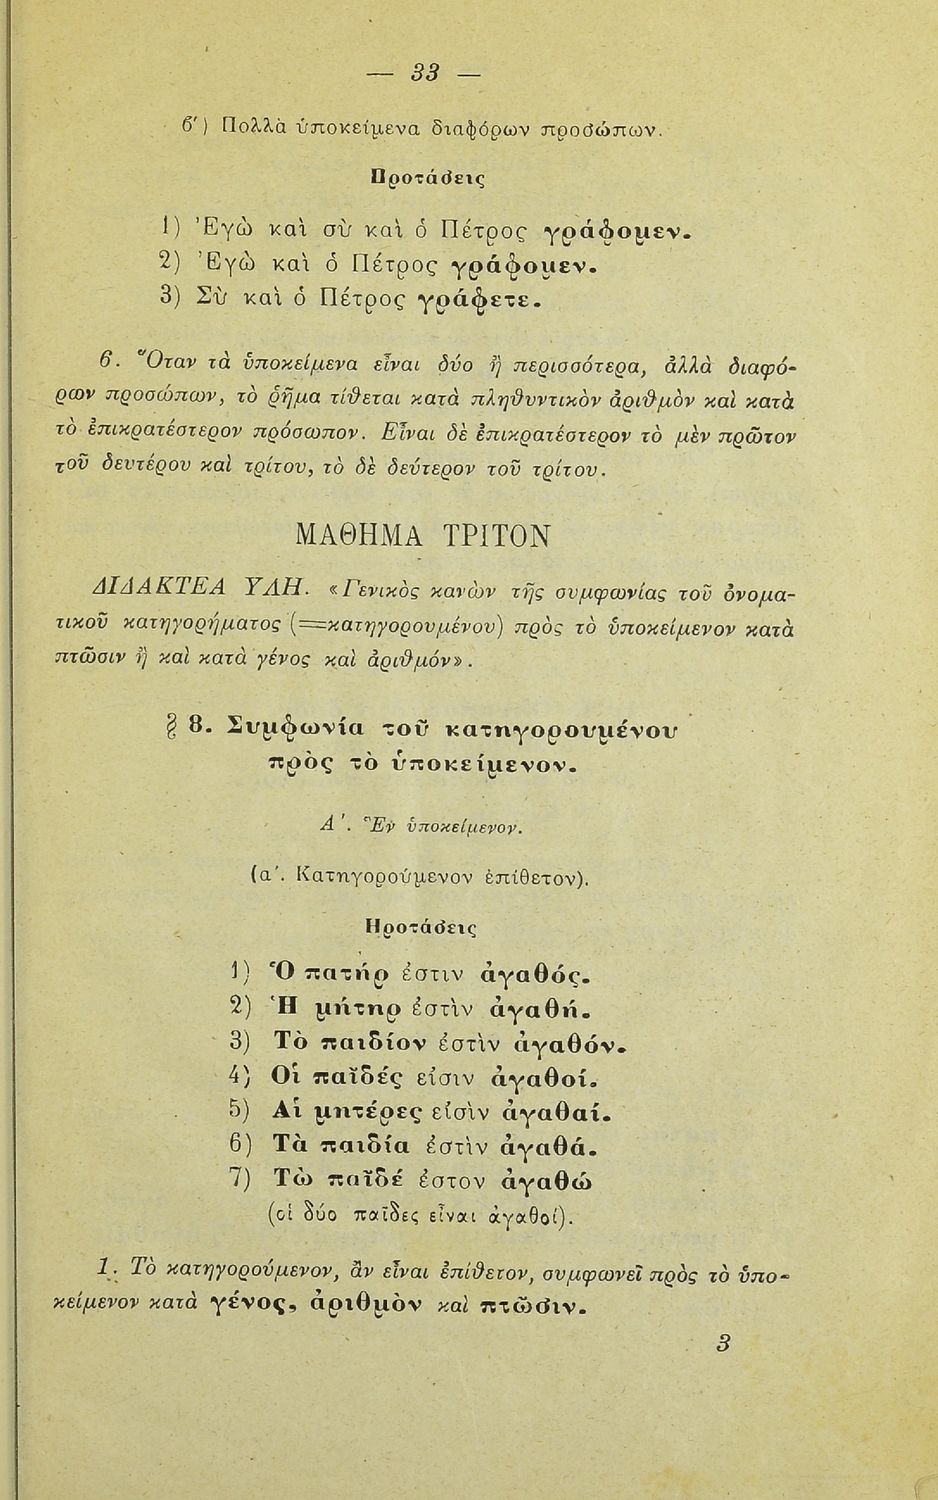 — 33 —
β') Πολλὰ ὑποκείμενα διαφόρων προσώπων.
Προτάσεις
1) Ἐγὼ καὶ σὺ καὶ ὁ Πέτρος γράφομεν.
2) Ἐγὼ καὶ ὁ Πέτρος γράφομεν.
3) Σὺ καὶ ὁ Πέτρος γράφετε.
6. Ὅταν τὰ ὑποκείμενα εἶναι δύο ἢ περισσότερα, ἀλλὰ διαφό-
ρων προσώπων, τὸ ῥῆμα τίθεται κατὰ πληθυντικὸν ἀριθμὸν καὶ κατὰ
τὸ ἐπικρατέστερον πρόσωπον. Εἶναι δὲ ἐπικρατέστερον τὸ μὲν πρῶτον
τοῦ δευτέρου καὶ τρίτου, τὸ δὲ δεύτερον τοῦ τρίτου.
ΜΑΘΗΜΑ ΤΡΙΤΟΝ
ΔΙΔΑΚΤΕΑ ΥΛΗ. «Γενικὸς κανὼν τῆς συμφωνίας τοῦ ὀνομα-
τικοῦ κατηγορήματος (=κατηγορουμένου) πρὸς τὸ ὑποκείμενον κατὰ
πτῶσιν ἢ καὶ κατὰ γένος καὶ ἀριθμόν».
§ 8. Συμφωνία τοῦ κατηγορουμένου
πρὸς τὸ ὑποκείμενον.
Α'. Ἓν ὑποκείμενον.
(α'. Κατηγορούμενον ἐπίθετον).
Προτάσεις
1) Ὁ πατήρ ἐστιν ἀγαθός.
2) Ἡ μήτηρ ἐστὶν ἀγαθή.
3) Τὸ παιδίον ἐστὶν ἀγαθόν.
4) Οἱ παῖδές εἰσιν ἀγαθοί.
5) Αἱ μητέρες εἰσὶν ἀγαθαί.
6) Τὰ παιδία ἐστὶν ἀγαθά.
7) Τὼ παῖδέ ἐστον ἀγαθώ
(οἱ δύο παῖδες εἶναι ἀγαθοί).
1. Τὸ κατηγορούμενον, ἂν εἶναι ἐπίθετον, συμφωνεῖ πρὸς τὸ ὑπο-
κείμενον κατὰ γένος, ἀριθμὸν καὶ πτῶσιν.
3